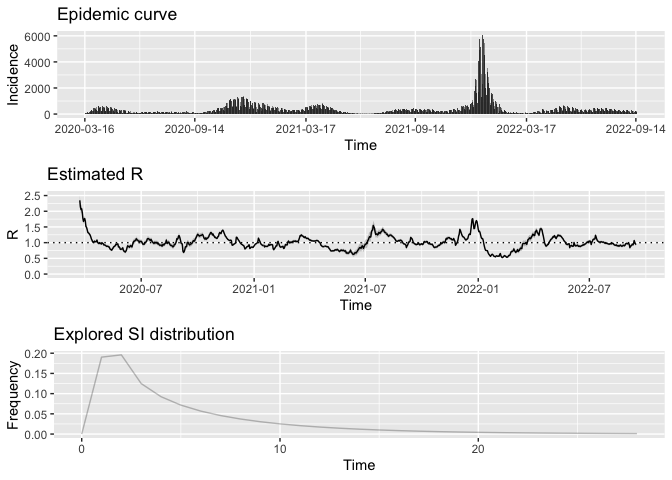 Epidemic curve
Incidence
6000
4000
2000
0
2020-03-16 2020-09-14 2021-03-17 2021-09-14 2022-03-17 2022-09-14
Time
Estimated R
R
2.5
2.0
1.5
1.0
0.5
0.0
2020-07 2021-01 2021-07 2022-01 2022-07
Time
Explored SI distribution
Frequency
0.20
0.15
0.10
0.05
0.00
0 10 20
Time